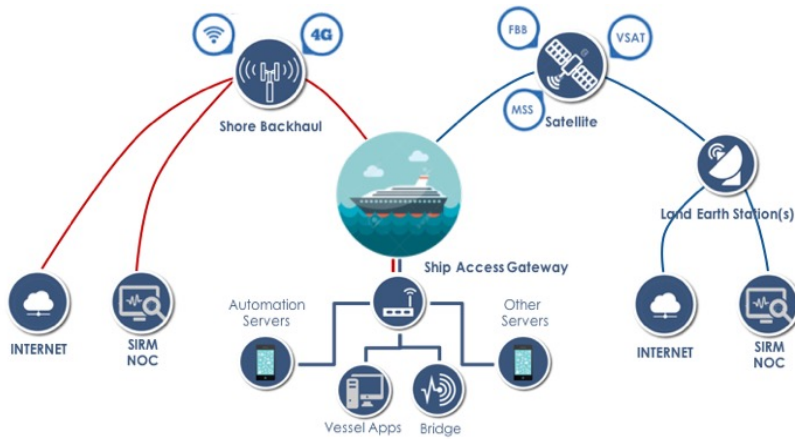 4G
FBB
VSAT
MSS
Shore Backhaul
Satellite
Land Earth Station(s)
Ship Access Gateway
Automation
Servers
Other
Servers
INTERNET
SIRM
NOC
INTERNET
SIRM
NOC
Vessel Apps
Bridge